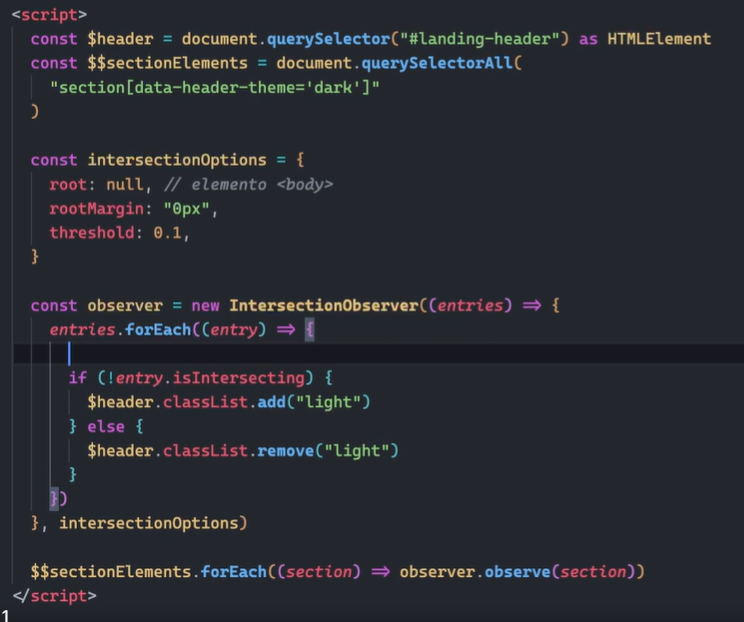 <script>
const $header = document.querySelector("#landing-header") as HTMLElement
const $$sectionElements = document.querySelectorAll(
"section[data-header-theme='dark']"
)
const intersectionOptions = {
root: null, // elemento <body>
rootMargin: "0px",
threshold: 0.1,
}
const observer = new IntersectionObserver((entries) => {
entries.forEach((entry) => {
if (!entry.isIntersecting) {
$header.classList.add("light")
} else {
$header.classList.remove("light")
}
})
}, intersectionOptions)
$$sectionElements.forEach((section) => observer.observe(section))
</script>
1